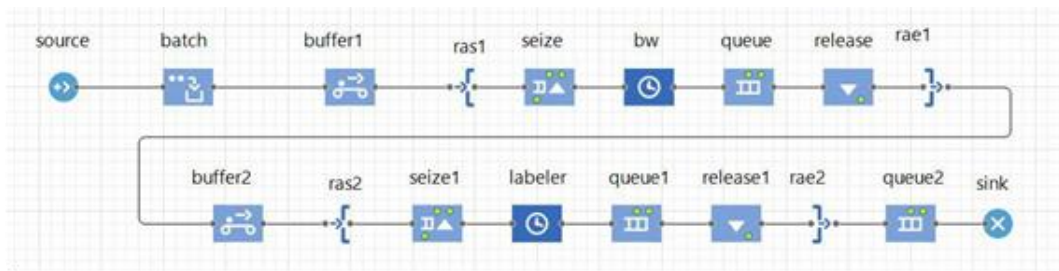 source batch buffer1 ras1 seize bw queue release rae1
buffer2 ras2 seize1 labeler queue1 release1 rae2 queue2 sink